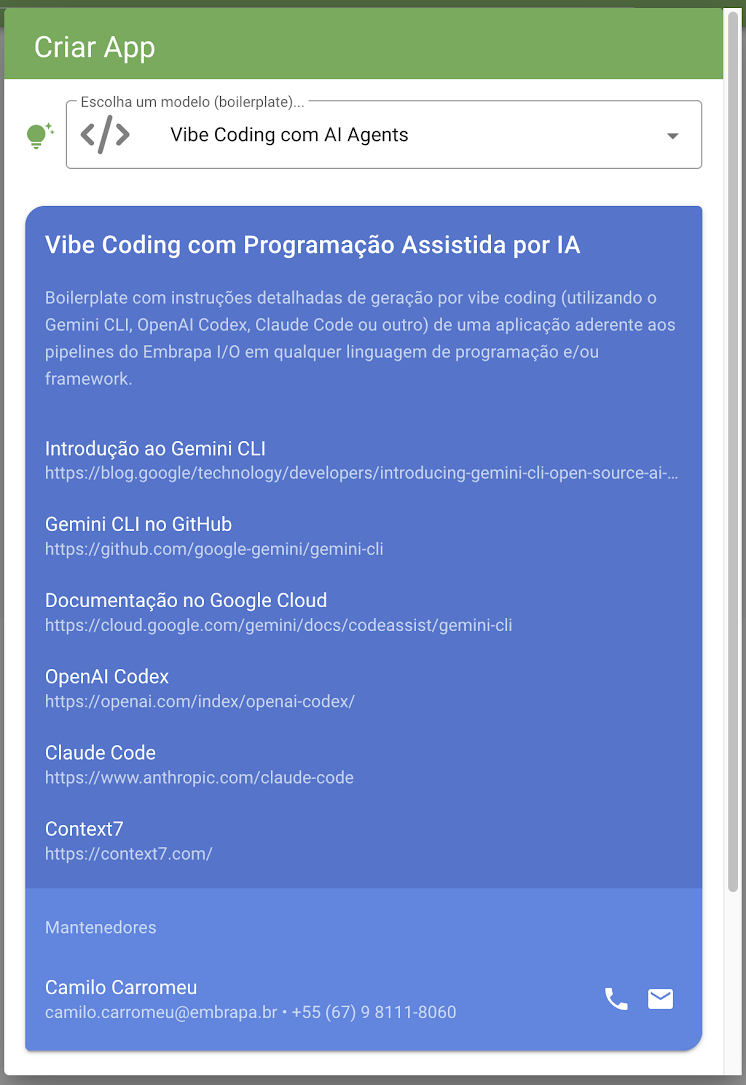 Criar App
Escolha um modelo (boilerplate)...
Vibe Coding com AI Agents
Vibe Coding com Programação Assistida por IA
Boilerplate com instruções detalhadas de geração por vibe coding (utilizando o
Gemini CLI, OpenAI Codex, Claude Code ou outro) de uma aplicação aderente aos
pipelines do Embrapa I/O em qualquer linguagem de programação e/ou
framework.
Introdução ao Gemini CLI
https://blog.google/technology/developers/introducing-gemini-cli-open-source-ai-...
Gemini CLI no GitHub
https://github.com/google-gemini/gemini-cli
Documentação no Google Cloud
https://cloud.google.com/gemini/docs/codeassist/gemini-cli
OpenAI Codex
https://openai.com/index/openai-codex/
Claude Code
https://www.anthropic.com/claude-code
Context7
https://context7.com/
Mantenedores
Camilo Carromeu
camilo.carromeu@embrapa.br • +55 (67) 9 8111-8060